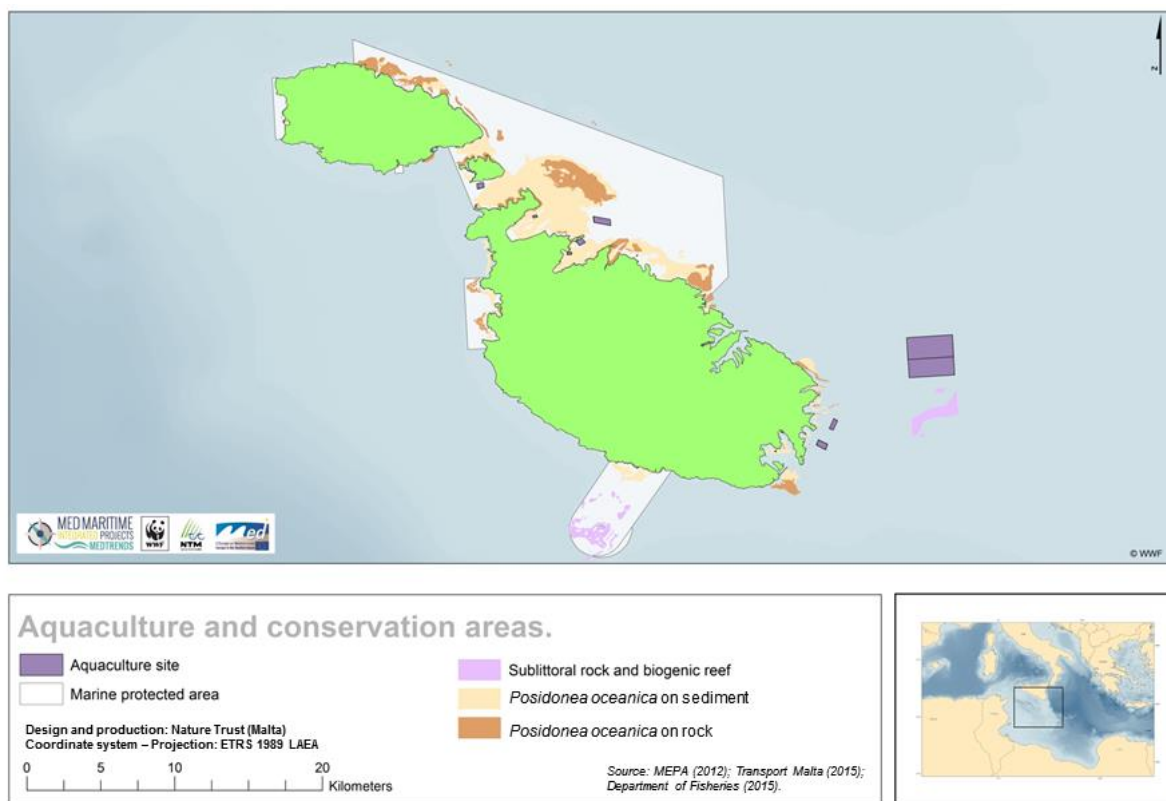 N
MED MARITIME
INTEGRATED PROJECTS
MEDTRENDS
WWF
NTM
Med
© WWF
Aquaculture and conservation areas.
Aquaculture site
Marine protected area
Sublittoral rock and biogenic reef
Posidonea oceanica on sediment
Posidonea oceanica on rock
Design and production: Nature Trust (Malta)
Coordinate system – Projection: ETRS 1989 LAEA
0 5 10 20
Kilometers
Source: MEPA (2012); Transport Malta (2015);
Department of Fisheries (2015).